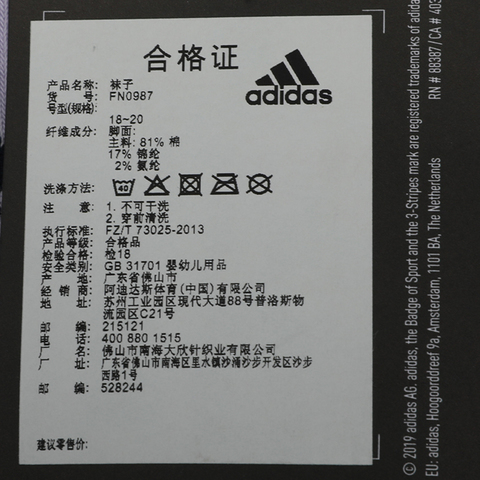 合格证
adidas
产品名称: 袜子
货 号: FN0987
号型(规格):
18~20
纤维成分: 脚面:
主料: 81% 棉
17% 锦纶
2% 氨纶
洗涤方法: 40
注 意: 1. 不可干洗
2. 穿前清洗
执行标准: FZ/T 73025-2013
产品等级: 合格品
检验合格: 检18
安全类别: GB 31701 婴幼儿用品
产 地: 广东省佛山市
经 销 商: 阿迪达斯体育(中国)有限公司
地 址: 苏州工业园区现代大道88号普洛斯物
流园区C21号
邮 编: 215121
电 话: 400 880 1515
厂 名: 佛山市南海大欣针织业有限公司
厂 址: 广东省佛山市南海区里水镇沙涌沙步开发区沙步
西路1号
邮 编: 528244
建议零售价:
© 2019 adidas AG. adidas, the Badge of Sport and the 3-Stripes mark are registered trademarks of adidas
EU: adidas, Hoogoorddreef 9a, Amsterdam, 1101 BA, The Netherlands
RN # 88387 / CA # 403